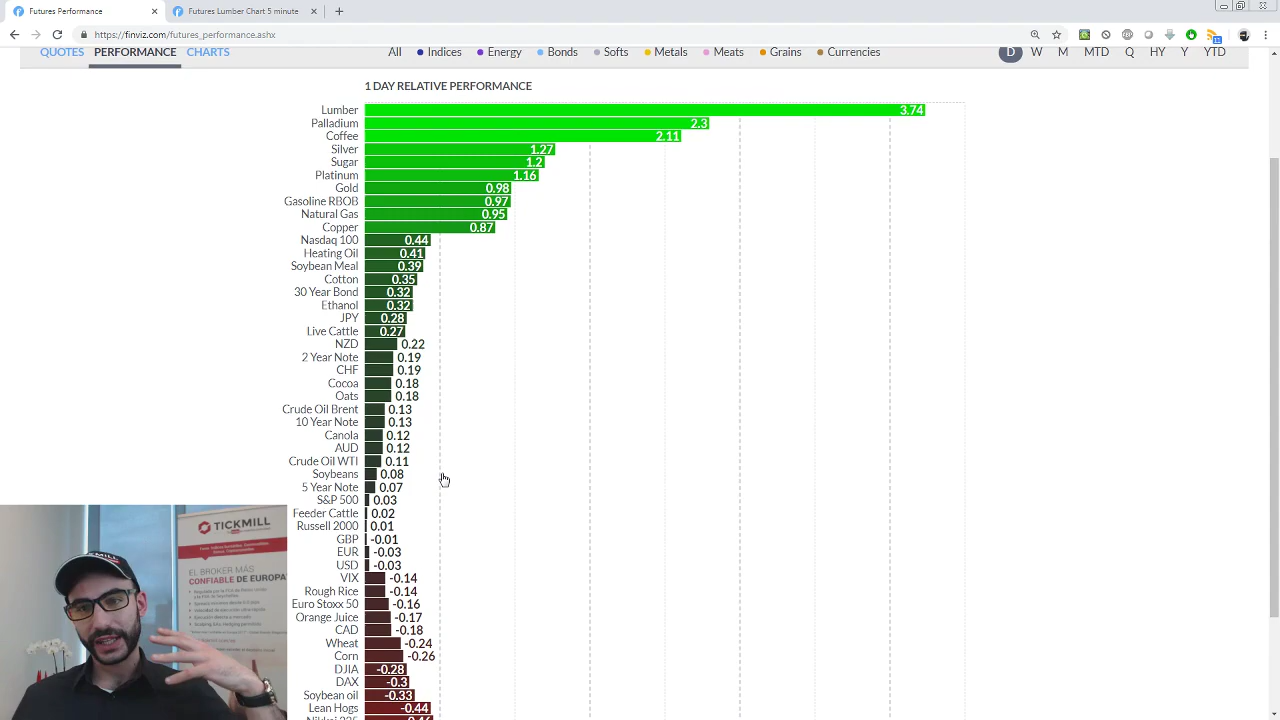 Futures Performance
Futures Lumber Chart 5 minute
https://finviz.com/futures_performance.ashx
QUOTES PERFORMANCE CHARTS
All Indices Energy Bonds Softs Metals Meats Grains Currencies
D W M MTD Q HY Y YTD
1 DAY RELATIVE PERFORMANCE
Lumber 3.74
Palladium 2.3
Coffee 2.11
Silver 1.27
Sugar 1.2
Platinum 1.16
Gold 0.98
Gasoline RBOB 0.97
Natural Gas 0.95
Copper 0.87
Nasdaq 100 0.44
Heating Oil 0.41
Soybean Meal 0.39
Cotton 0.35
30 Year Bond 0.32
Ethanol 0.32
JPY 0.28
Live Cattle 0.27
NZD 0.22
2 Year Note 0.19
CHF 0.19
Cocoa 0.18
Oats 0.18
Crude Oil Brent 0.13
10 Year Note 0.13
Canola 0.12
AUD 0.12
Crude Oil WTI 0.11
Soybeans 0.08
5 Year Note 0.07
S&P 500 0.03
Feeder Cattle 0.02
Russell 2000 0.01
GBP -0.01
EUR -0.03
USD -0.03
VIX -0.14
Rough Rice -0.14
Euro Stoxx 50 -0.16
Orange Juice -0.17
CAD -0.18
Wheat -0.24
Corn -0.26
DJIA -0.28
DAX -0.3
Soybean oil -0.33
Lean Hogs -0.44
TICKMILL
EL BROKER MÁS
CONFIABLE DE EUROPA